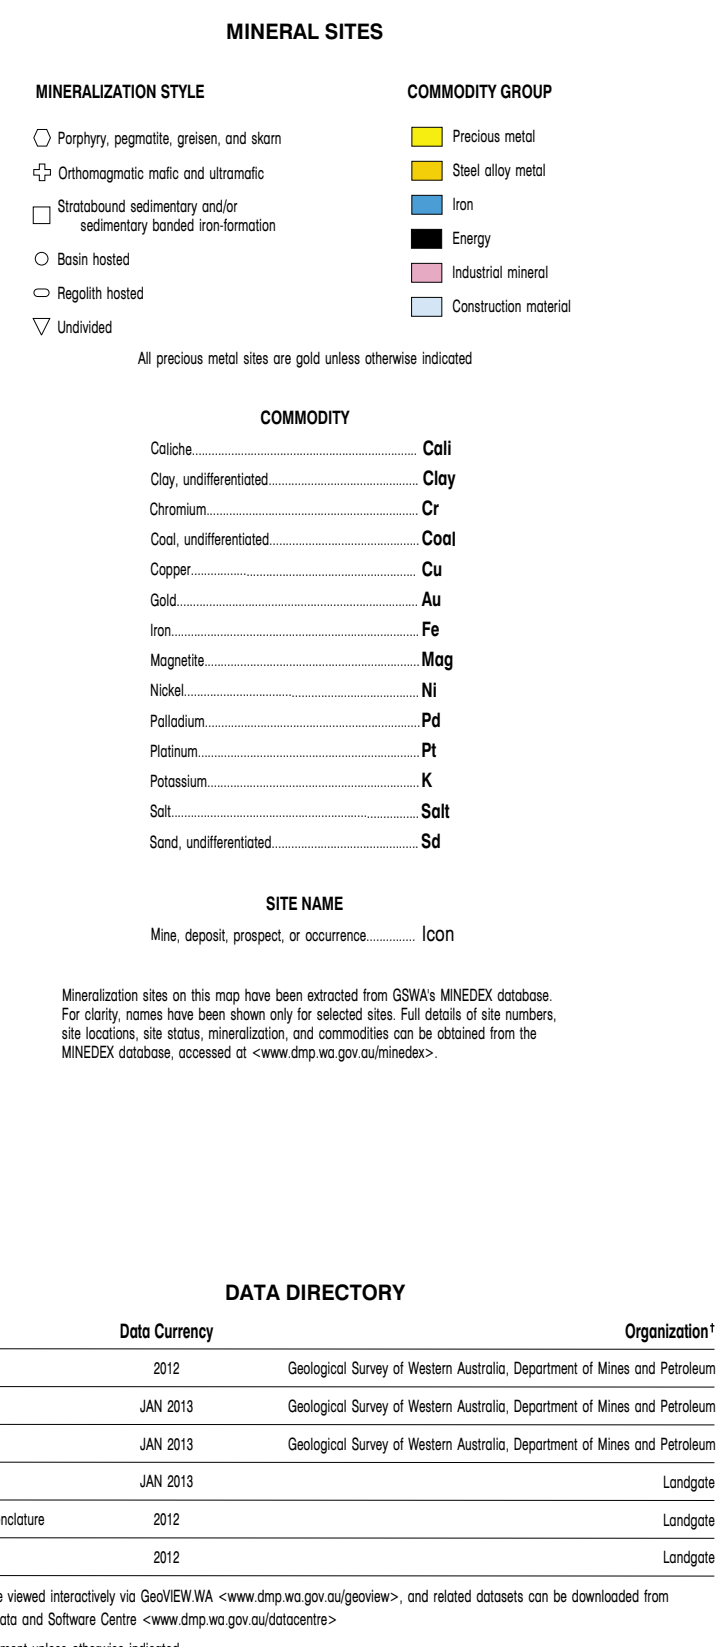 MINERAL SITES
MINERALIZATION STYLE
Porphyry, pegmatite, greisen, and skarn
Orthomagmatic mafic and ultramafic
Stratabound sedimentary and/or
sedimentary banded iron-formation
Basin hosted
Regolith hosted
Undivided
COMMODITY GROUP
Precious metal
Steel alloy metal
Iron
Energy
Industrial mineral
Construction material
All precious metal sites are gold unless otherwise indicated
COMMODITY
Caliche.......... Cali
Clay, undifferentiated.......... Clay
Chromium.......... Cr
Coal, undifferentiated.......... Coal
Copper.......... Cu
Gold.......... Au
Iron.......... Fe
Magnetite.......... Mag
Nickel.......... Ni
Palladium.......... Pd
Platinum.......... Pt
Potassium.......... K
Salt.......... Salt
Sand, undifferentiated.......... Sd
SITE NAME
Mine, deposit, prospect, or occurrence.......... Icon
Mineralization sites on this map have been extracted from GSWA's MINEDEX database.
For clarity, names have been shown only for selected sites. Full details of site numbers,
site locations, site status, mineralization, and commodities can be obtained from the
MINEDEX database, accessed at <www.dmp.wa.gov.au/minedex>.
DATA DIRECTORY
Data Currency Organization†
2012 Geological Survey of Western Australia, Department of Mines and Petroleum
JAN 2013 Geological Survey of Western Australia, Department of Mines and Petroleum
JAN 2013 Geological Survey of Western Australia, Department of Mines and Petroleum
JAN 2013 Landgate
nclature 2012 Landgate
2012 Landgate
e viewed interactively via GeoVIEW.WA <www.dmp.wa.gov.au/geoview>, and related datasets can be downloaded from
ata and Software Centre <www.dmp.wa.gov.au/datacentre>
unless otherwise indicated